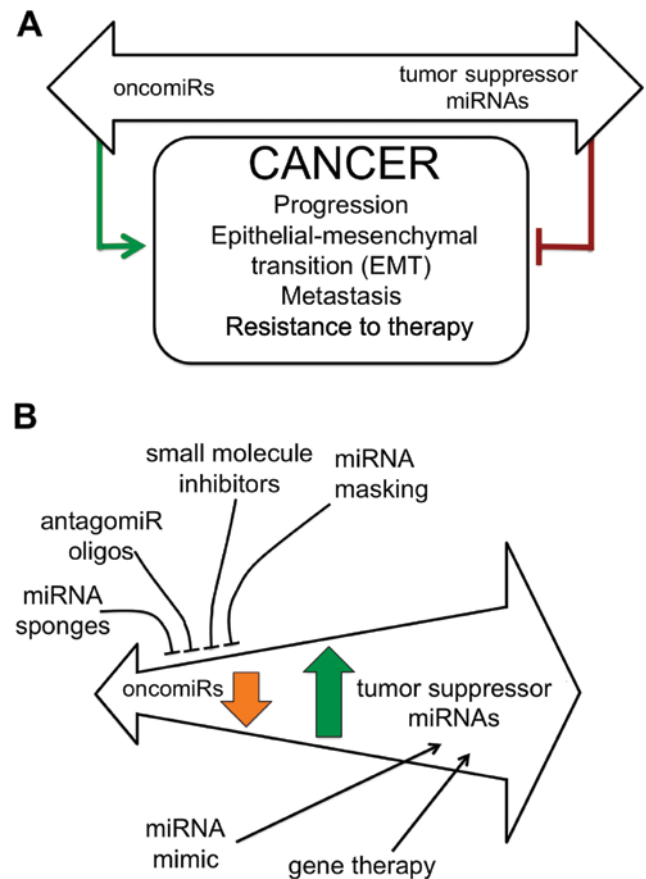 A
oncomiRs
tumor suppressor
miRNAs
CANCER
Progression
Epithelial-mesenchymal
transition (EMT)
Metastasis
Resistance to therapy
B
small molecule
inhibitors
miRNA
masking
antagomiR
oligos
miRNA
sponges
oncomiRs
tumor suppressor
miRNAs
miRNA
mimic
gene therapy